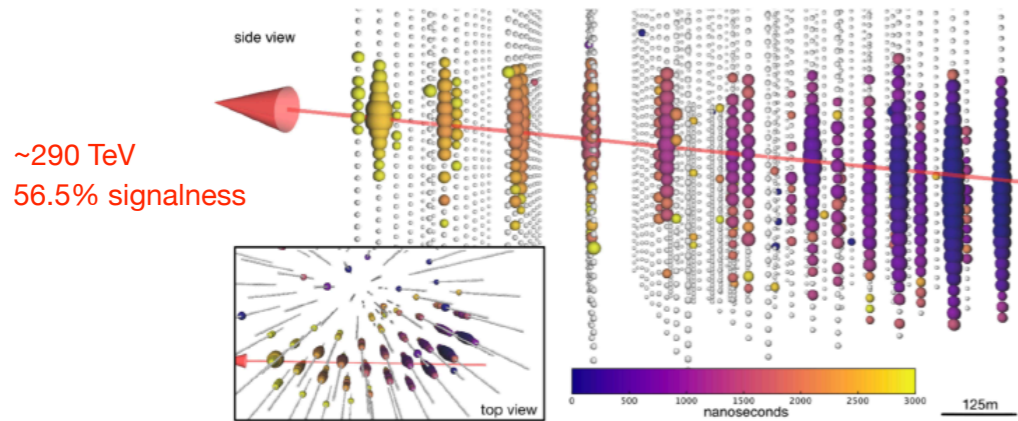 side view
~290 TeV
56.5% signalness
top view
0 500 1000 1500 2000 2500 3000
nanoseconds
125m